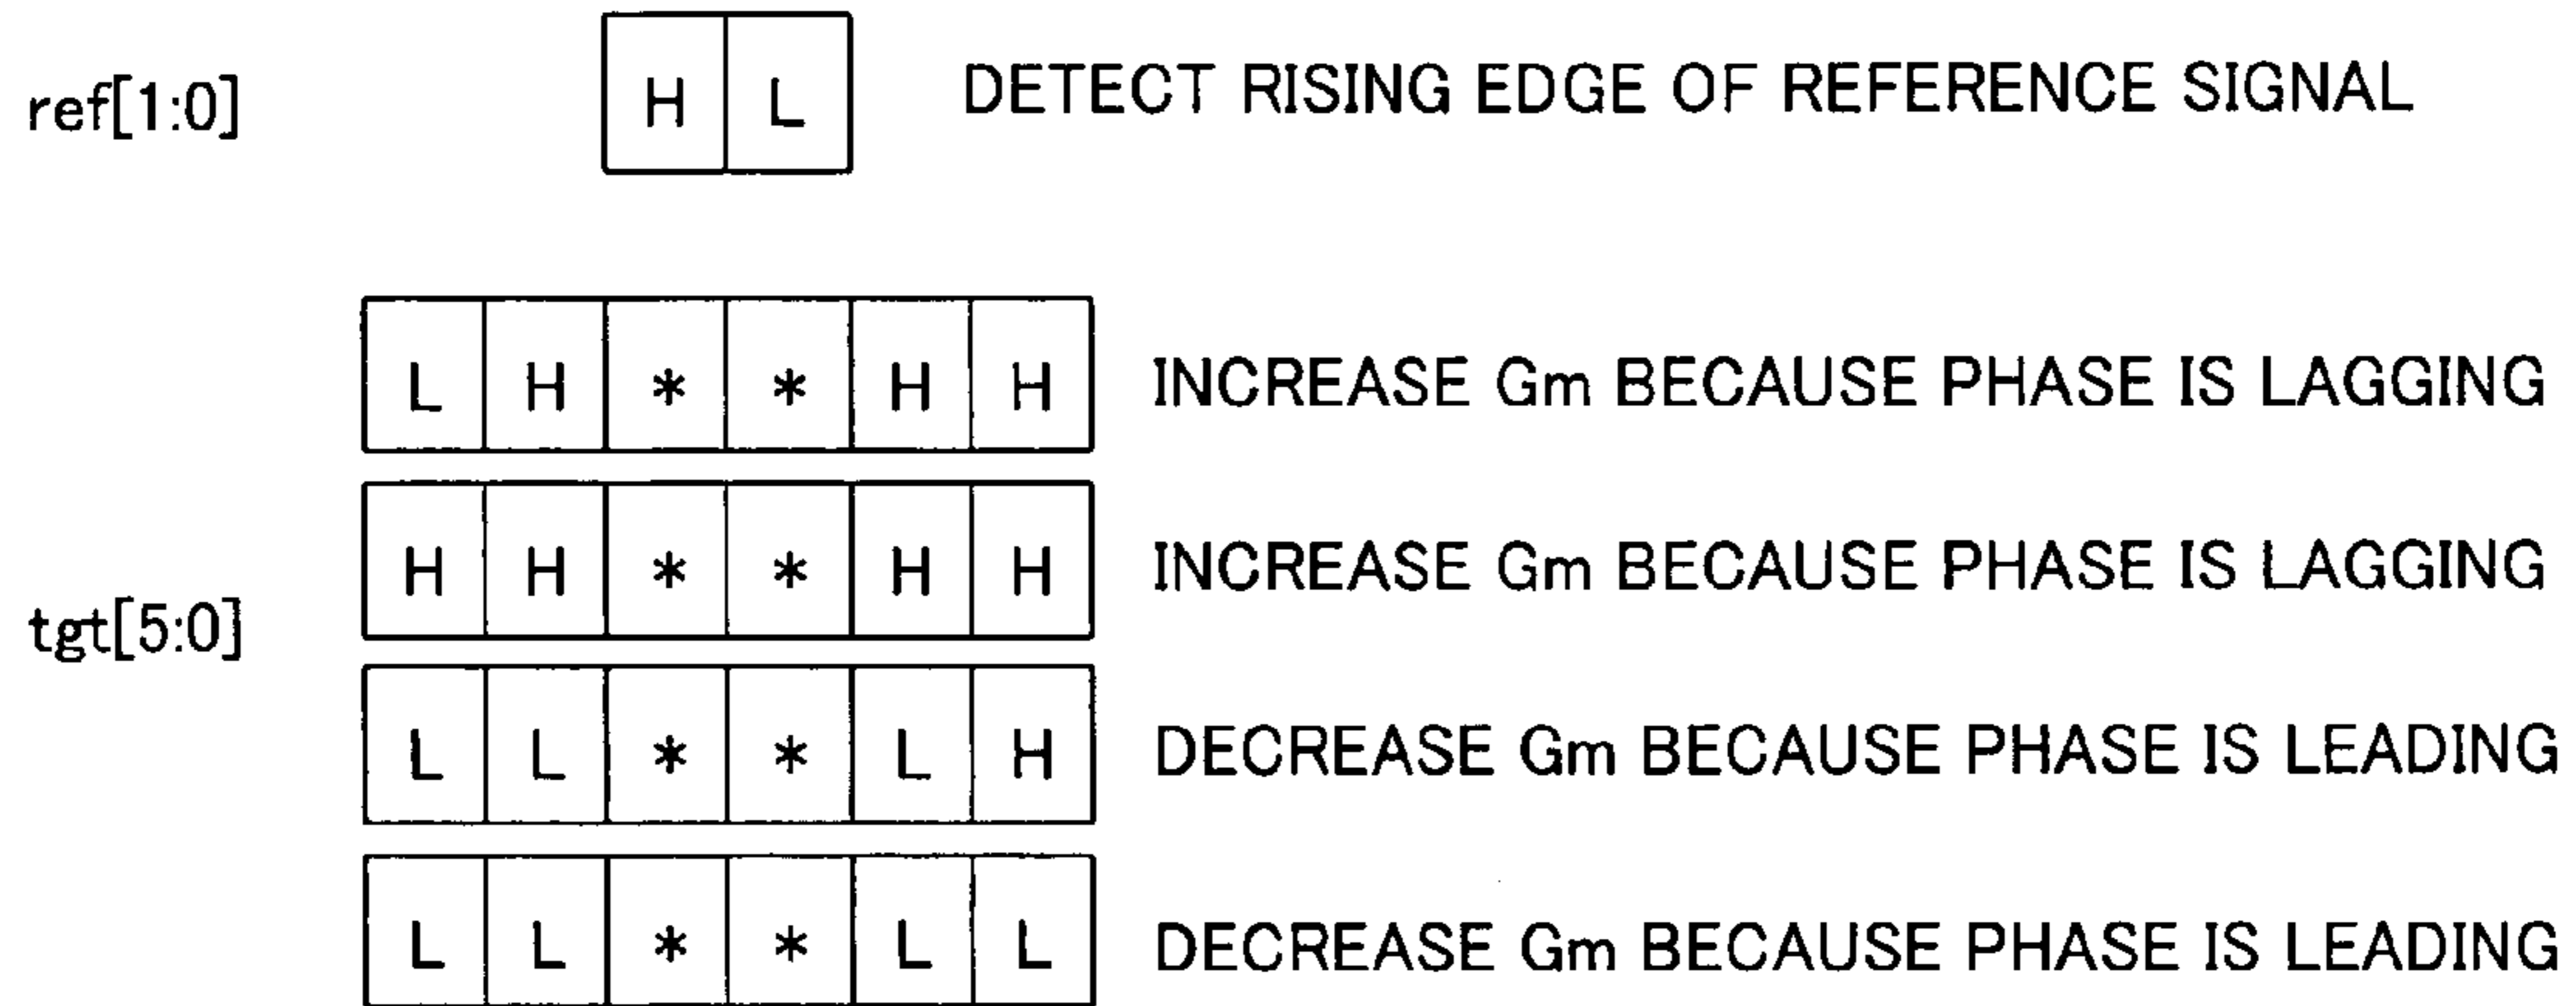 ref[1:0] H L DETECT RISING EDGE OF REFERENCE SIGNAL
L H * * H H INCREASE Gm BECAUSE PHASE IS LAGGING
H H * * H H INCREASE Gm BECAUSE PHASE IS LAGGING
tgt[5:0]
L L * * L H DECREASE Gm BECAUSE PHASE IS LEADING
L L * * L L DECREASE Gm BECAUSE PHASE IS LEADING